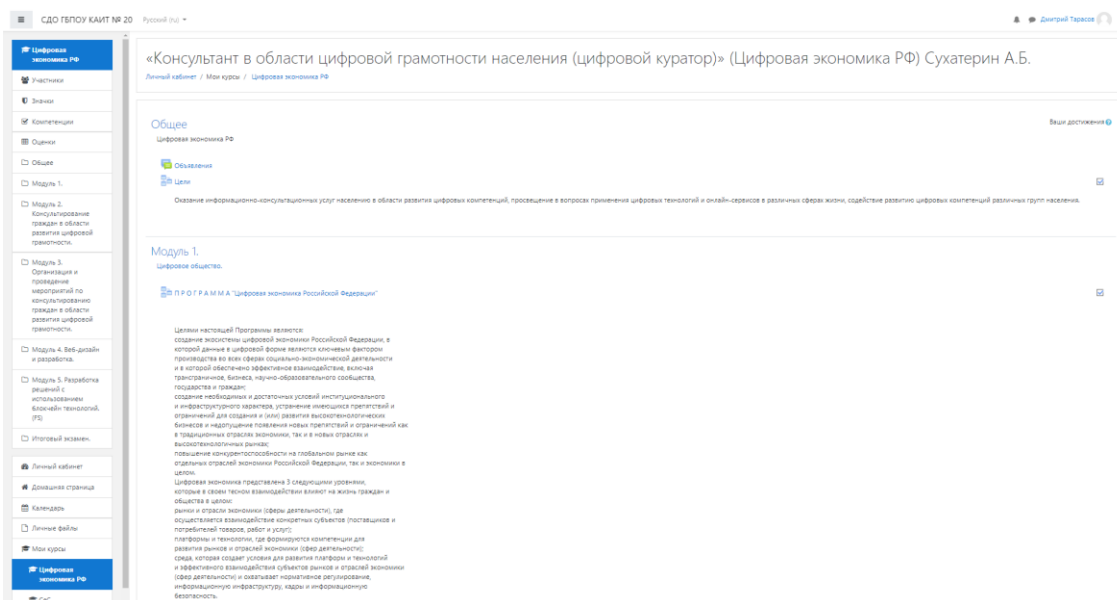 СДО ГБПОУ КАИТ № 20 Русский (ru)
Дмитрий Тарасов
Цифровая
экономика РФ
Участники
Значки
Компетенции
Оценки
Общее
Модуль 1.
Модуль 2.
Консультирование
граждан в области
развития цифровой
грамотности.
Модуль 3.
Организация и
проведение
мероприятий по
консультированию
граждан в области
развития цифровой
грамотности.
Модуль 4. Веб-дизайн
и разработка.
Модуль 5. Разработка
решений с
использованием
блокчейн технологий.
(FS)
Итоговый экзамен.
Личный кабинет
Домашняя страница
Календарь
Личные файлы
Мои курсы
Цифровая
экономика РФ
«Консультант в области цифровой грамотности населения (цифровой куратор)» (Цифровая экономика РФ) Сухатерин А.Б.
Личный кабинет / Мои курсы / Цифровая экономика РФ
Общее
Ваши достижения
Цифровая экономика РФ
Объявления
Цели
Оказание информационно-консультационных услуг населению в области развития цифровых компетенций, просвещение в вопросах применения цифровых технологий и онлайн-сервисов в различных сферах жизни, содействие развитию цифровых компетенций различных групп населения.
Модуль 1.
Цифровое общество.
П Р О Г Р А М М А "Цифровая экономика Российской Федерации"
Целями настоящей Программы являются:
создание экосистемы цифровой экономики Российской Федерации, в
которой данные в цифровой форме являются ключевым фактором
производства во всех сферах социально-экономической деятельности
и в которой обеспечено эффективное взаимодействие, включая
трансграничное, бизнеса, научно-образовательного сообщества,
государства и граждан;
создание необходимых и достаточных условий институционального
и инфраструктурного характера, устранение имеющихся препятствий и
ограничений для создания и (или) развития высокотехнологических
бизнесов и недопущение появления новых препятствий и ограничений как
в традиционных отраслях экономики, так и в новых отраслях и
высокотехнологичных рынках;
повышение конкурентоспособности на глобальном рынке как
отдельных отраслей экономики Российской Федерации, так и экономики в
целом.
Цифровая экономика представлена 3 следующими уровнями,
которые в своем тесном взаимодействии влияют на жизнь граждан и
общества в целом:
рынки и отрасли экономики (сферы деятельности), где
осуществляется взаимодействие конкретных субъектов (поставщиков и
потребителей товаров, работ и услуг);
платформы и технологии, где формируются компетенции для
развития рынков и отраслей экономики (сфер деятельности);
среда, которая создает условия для развития платформ и технологий
и эффективного взаимодействия субъектов рынков и отраслей экономики
(сфер деятельности) и охватывает нормативное регулирование,
информационную инфраструктуру, кадры и информационную
безопасность.